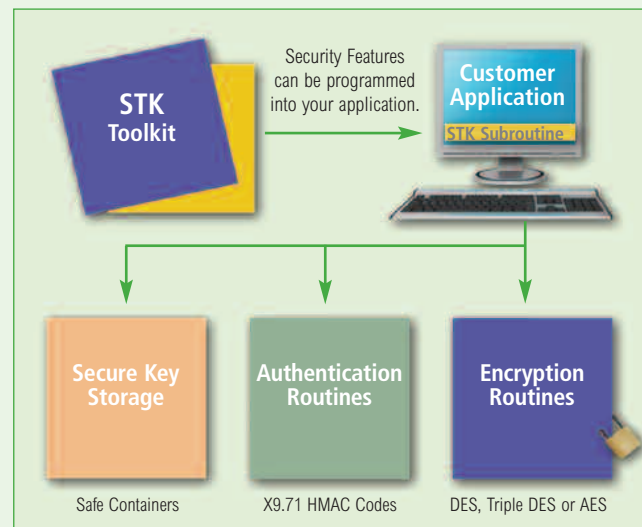 STK
Toolkit
Security Features
can be programmed
into your application.
Customer
Application
STK Subroutine
Secure Key
Storage
Authentication
Routines
Encryption
Routines
Safe Containers
X9.71 HMAC Codes
DES, Triple DES or AES